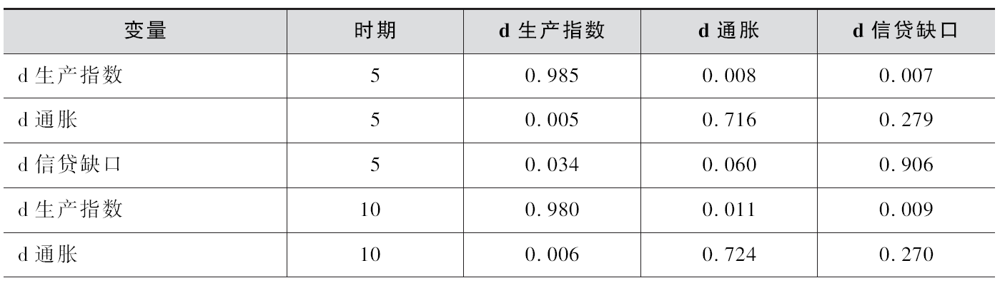 变量 时期 d 生产指数 d 通胀 d 信贷缺口
d 生产指数 5 0.985 0.008 0.007
d 通胀 5 0.005 0.716 0.279
d 信贷缺口 5 0.034 0.060 0.906
d 生产指数 10 0.980 0.011 0.009
d 通胀 10 0.006 0.724 0.270